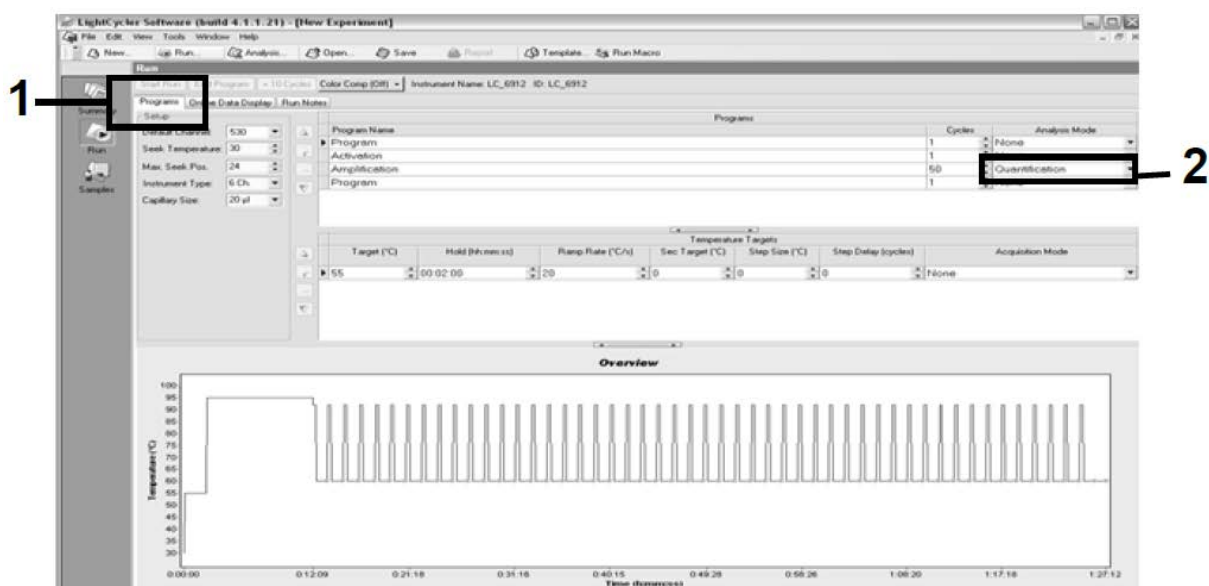 LightCycler Software (build 4.1.1.21) - [New Experiment]
File Edit View Tools Window Help
New... Run... Analysis... Open... Save Report Template... Run Macro
Run
Start Run End Program + 10 Cycles Color Comp (Off) Instrument Name: LC_6912 ID: LC_6912
1
Summary
Run
Samples
Programs Online Data Display Run Notes
Setup
Default Channel: 530
Seek Temperature: 30
Max. Seek Pos. 24
Instrument Type: 6 Ch.
Capillary Size: 20 µl
Programs
Program Name Cycles Analysis Mode
Program 1 None
Activation 1
Amplification 50 Quantification
Program 1 None
2
Temperature Targets
Target (°C) Hold (hh:mm:ss) Ramp Rate (°C/s) Sec Target (°C) Step Size (°C) Step Delay (cycles) Acquisition Mode
55 00:02:00 20 0 0 0 None
Overview
Temperature (°C)
100
95
90
85
80
75
70
65
60
55
50
45
40
35
30
0:00:00 0:12:09 0:21:18 0:31:16 0:40:15 0:49:28 0:58:26 1:08:20 1:17:18 1:27:12
Time (h:mm:ss)